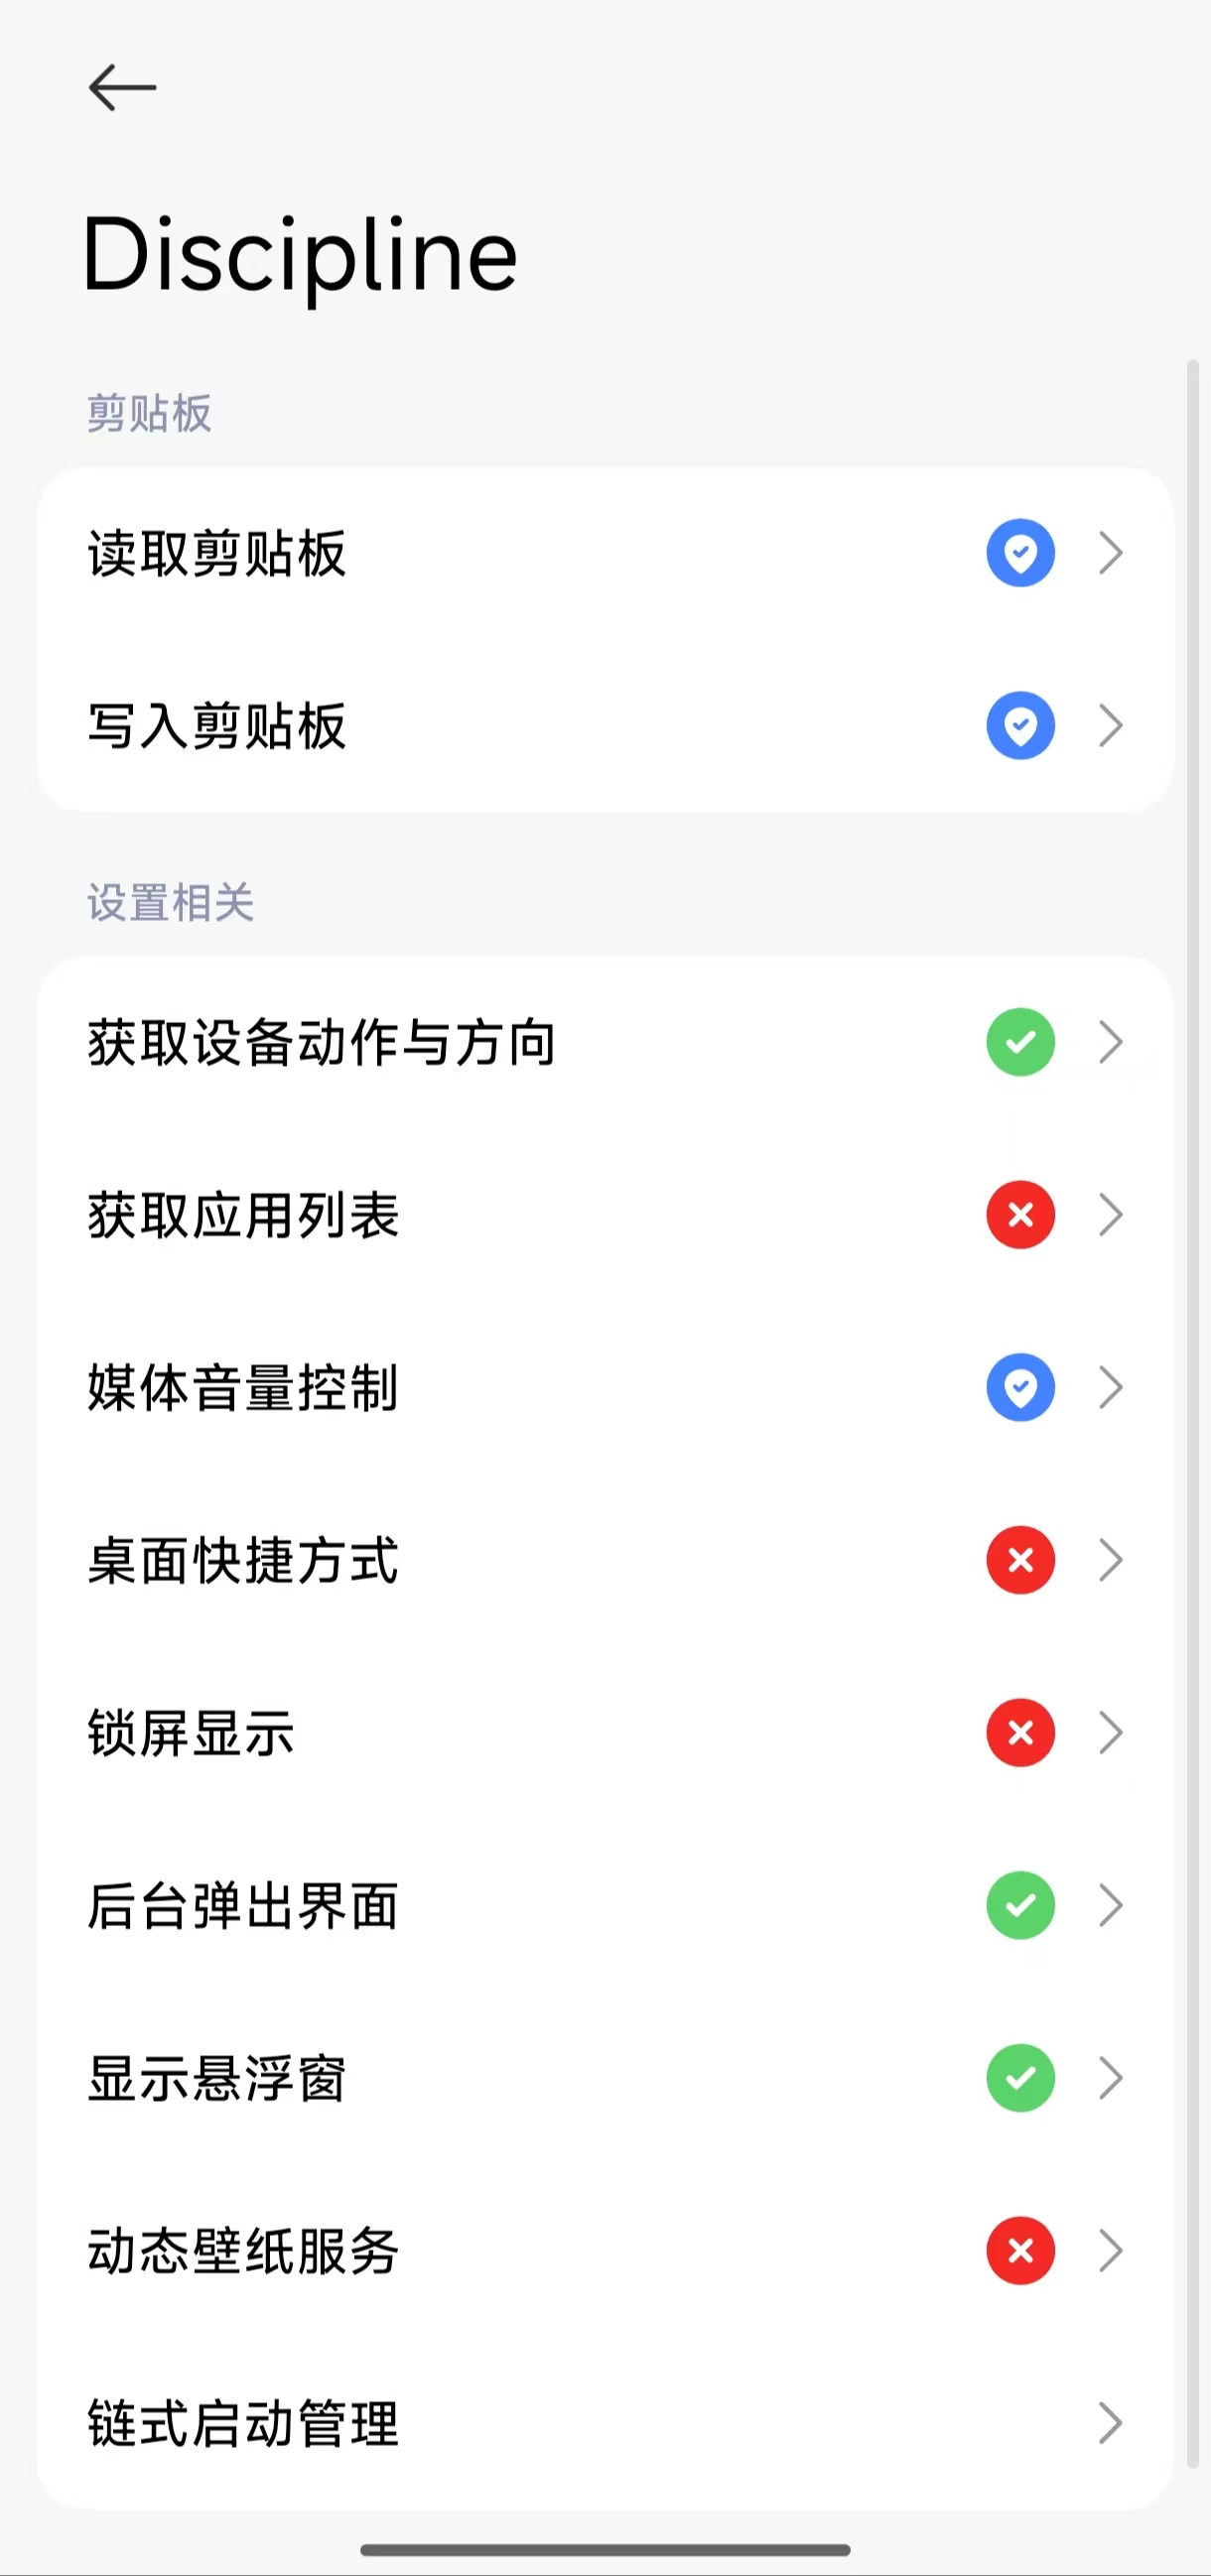 Discipline
剪贴板
读取剪贴板
写入剪贴板
设置相关
获取设备动作与方向
获取应用列表
媒体音量控制
桌面快捷方式
锁屏显示
后台弹出界面
显示悬浮窗
动态壁纸服务
链式启动管理